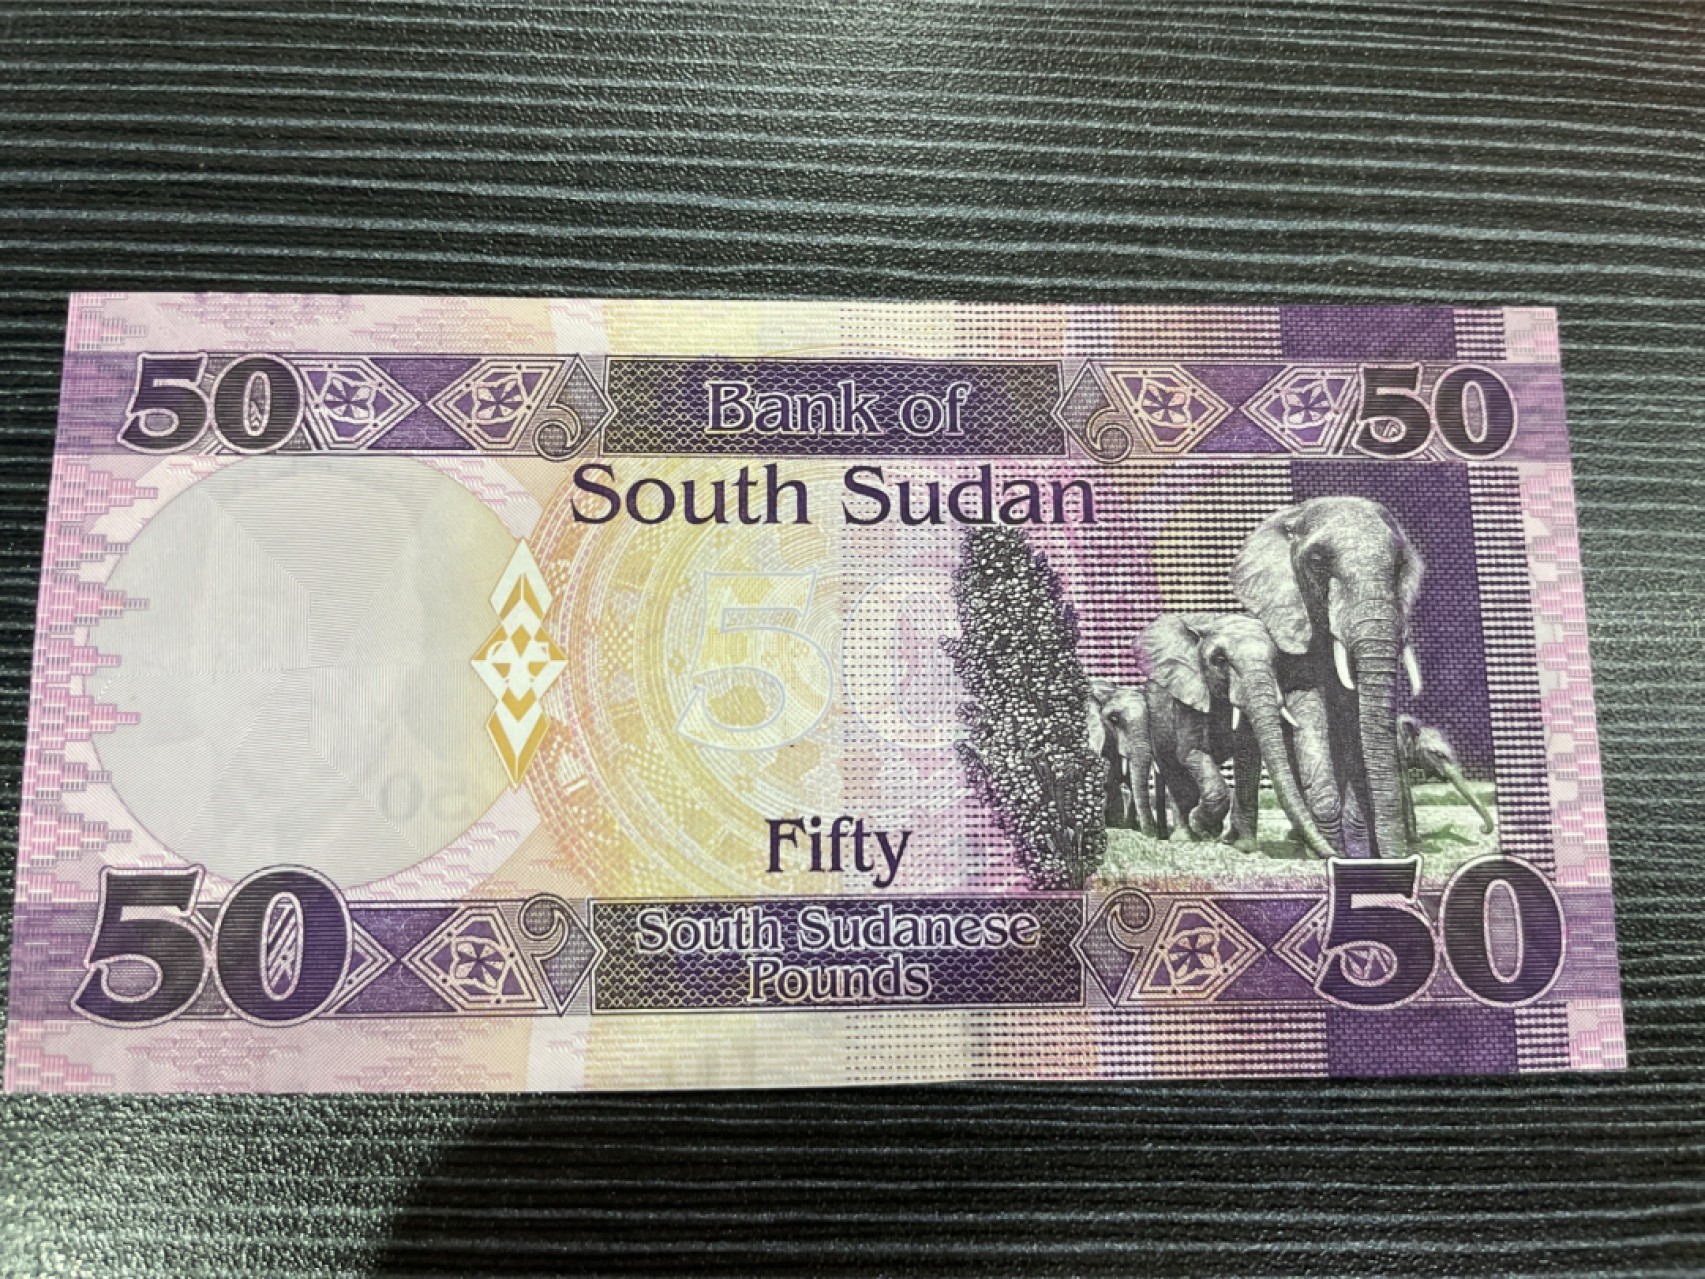 50 Bank of 50
South Sudan
50
Fifty
50 South Sudanese 50
Pounds